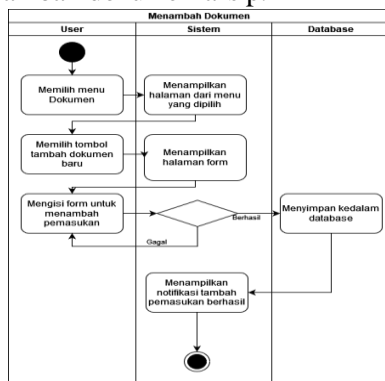 Menambah Dokumen
User
Sistem
Database
Memilih menu
Dokumen
Menampilkan
halaman dari menu
yang dipilih
Memilih tombol
tambah dokumen
baru
Menampilkan
halaman form
Mengisi form untuk
menambah
pemasukan
Berhasil
Gagal
Menyimpan kedalam
database
Menampilkan
notifikasi tambah
pemasukan berhasil